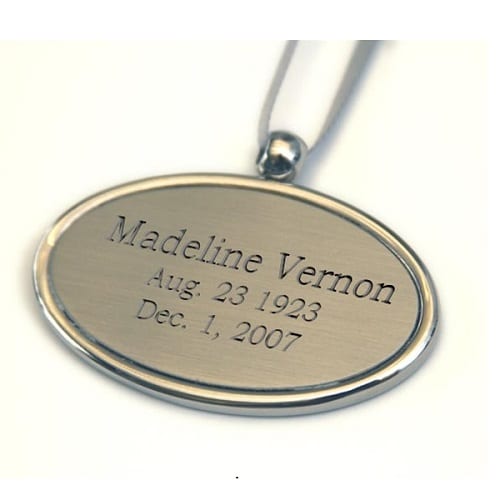 Madeline Vernon
Aug. 23 1923
Dec. 1, 2007